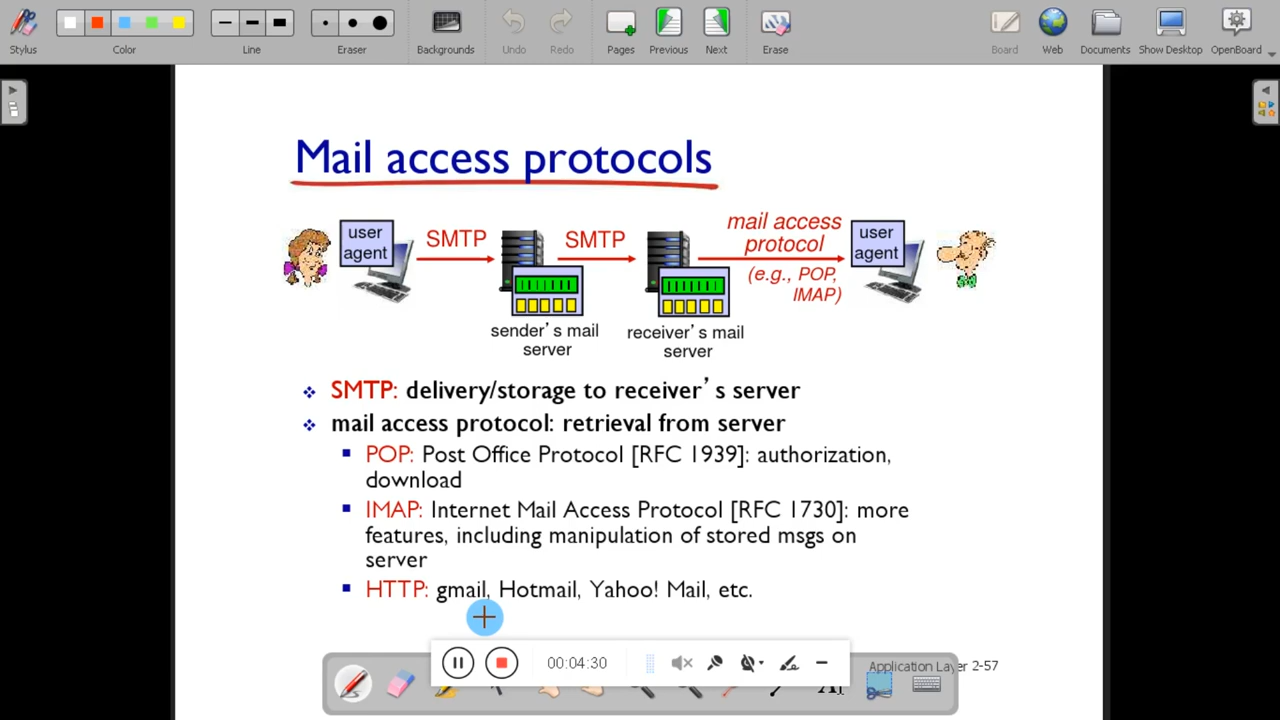 Stylus
Color
Line
Eraser
Backgrounds
Undo
Redo
Pages
Previous
Next
Erase
Board
Web
Documents
Show Desktop
OpenBoard
Mail access protocols
user agent
SMTP
SMTP
mail access
protocol
(e.g., POP,
IMAP)
user
agent
sender's mail
server
receiver's mail
server
SMTP: delivery/storage to receiver's server
mail access protocol: retrieval from server
POP: Post Office Protocol [RFC 1939]: authorization,
download
IMAP: Internet Mail Access Protocol [RFC 1730]: more
features, including manipulation of stored msgs on
server
HTTP: gmail, Hotmail, Yahoo! Mail, etc.
00:04:30
Application Layer 2-57